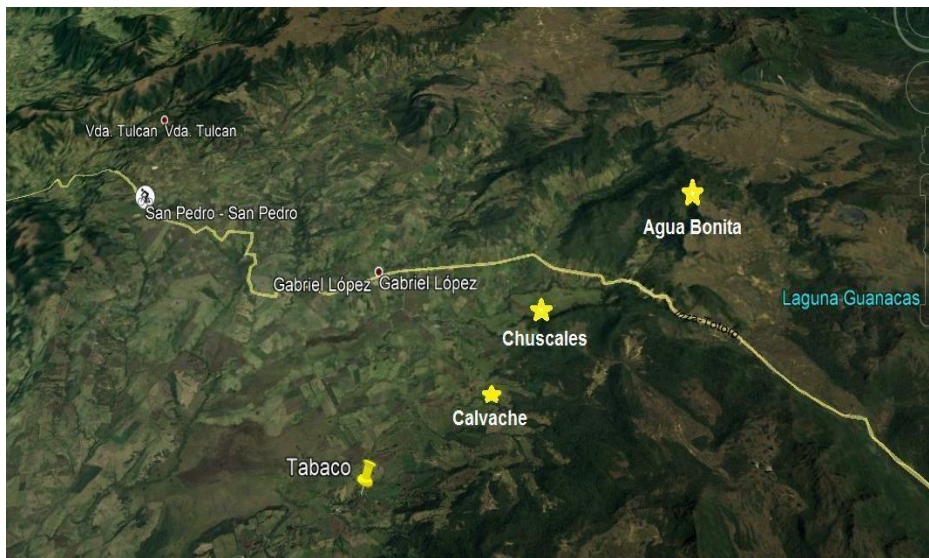 Vda. Tulcan Vda. Tulcan
San Pedro - San Pedro
Agua Bonita
Gabriel López Gabriel López
Laguna Guanacas
Chuscales
Calvache
Tabaco